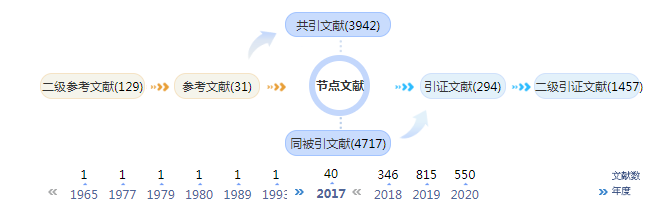 共引文献(3942)
二级参考文献(129)
参考文献(31)
节点文献
引证文献(294)
二级引证文献(1457)
同被引文献(4717)
1 1 1 1 1 1 40 346 815 550 文献数
1965 1977 1979 1980 1989 1993 2017 2018 2019 2020 年度